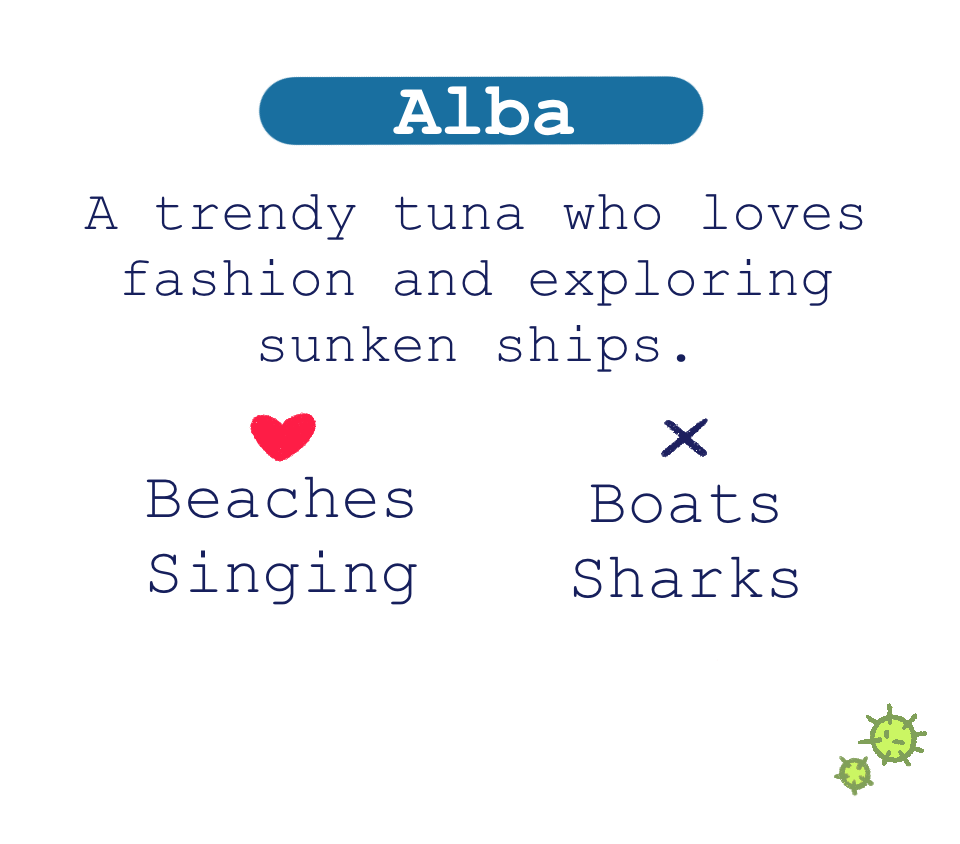 Alba
A trendy tuna who loves
fashion and exploring
sunken ships.
Beaches
Singing
Boats
Sharks